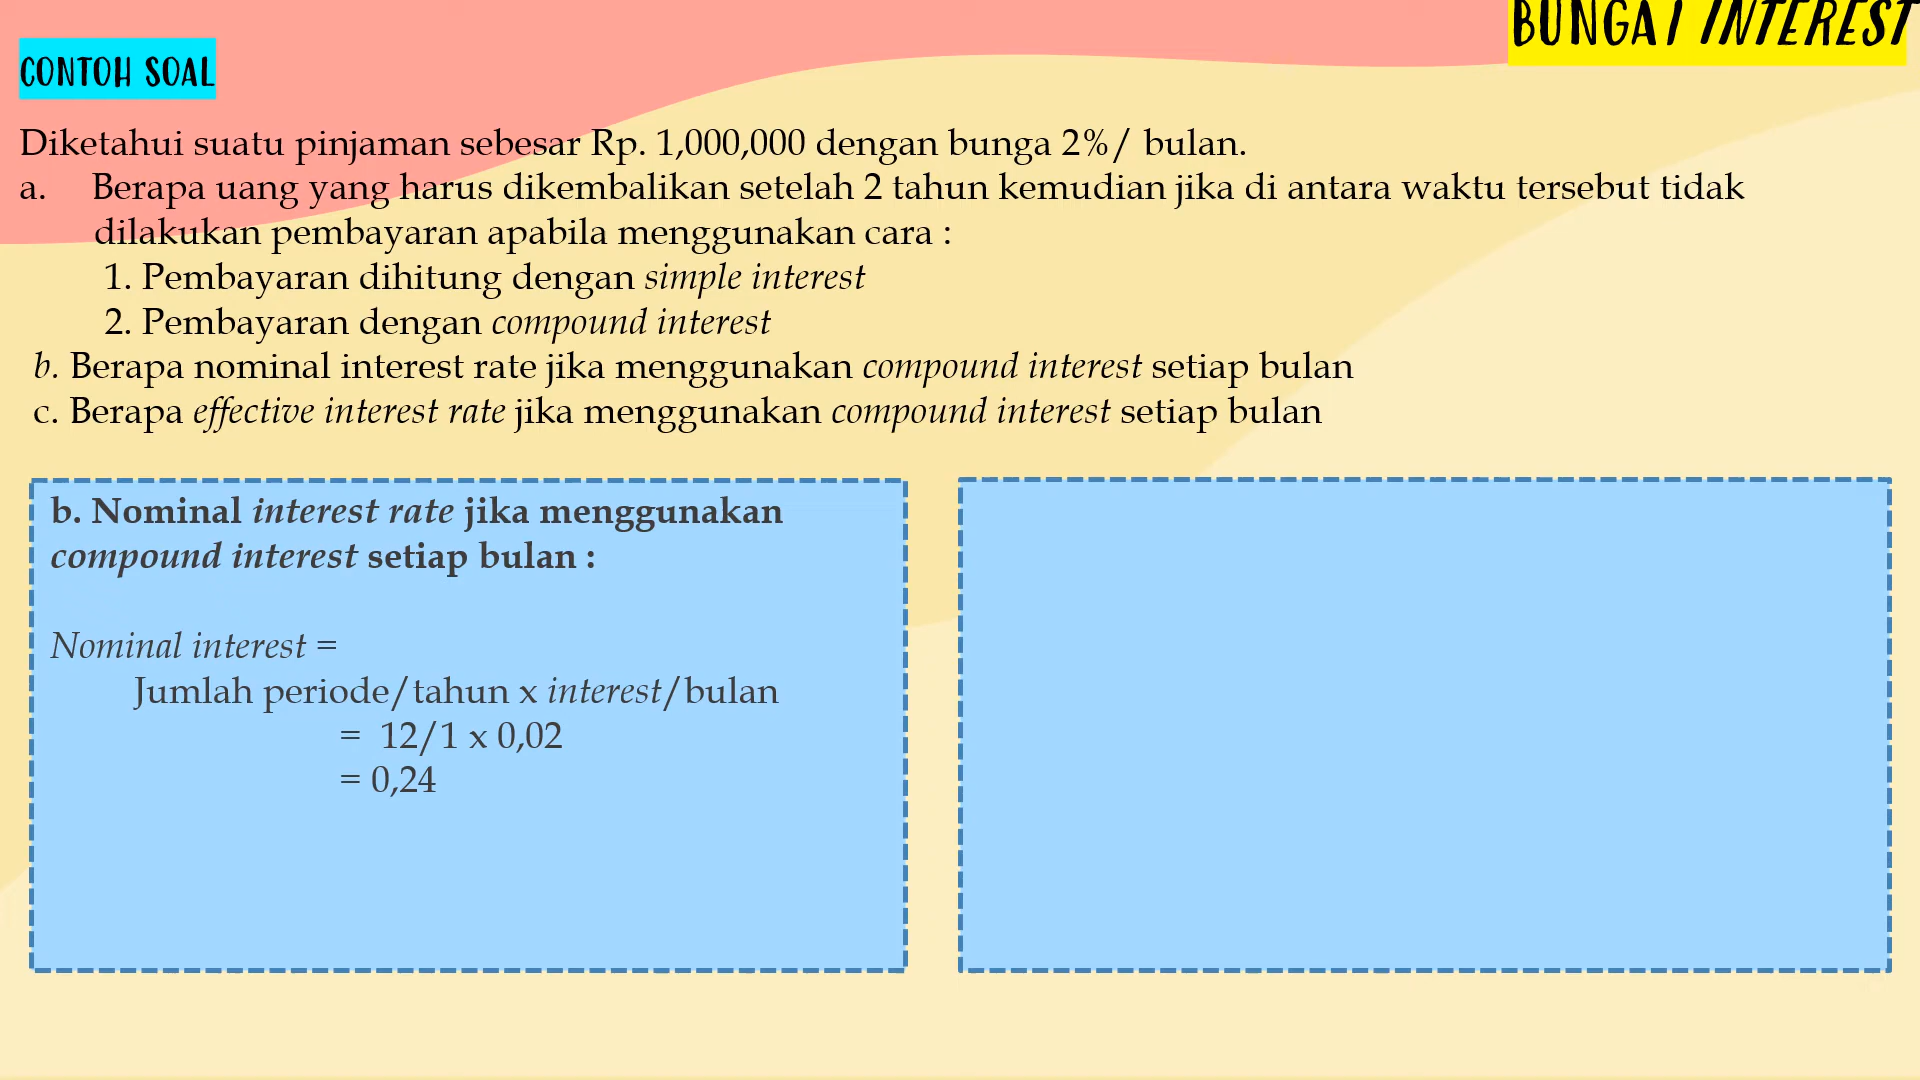 BUNGA / INTEREST
CONTOH SOAL
Diketahui suatu pinjaman sebesar Rp. 1,000,000 dengan bunga 2%/ bulan.
a. Berapa uang yang harus dikembalikan setelah 2 tahun kemudian jika di antara waktu tersebut tidak
dilakukan pembayaran apabila menggunakan cara :
1. Pembayaran dihitung dengan simple interest
2. Pembayaran dengan compound interest
b. Berapa nominal interest rate jika menggunakan compound interest setiap bulan
c. Berapa effective interest rate jika menggunakan compound interest setiap bulan
b. Nominal interest rate jika menggunakan
compound interest setiap bulan :
Nominal interest =
Jumlah periode/tahun x interest/bulan
= 12/1 x 0,02
= 0,24